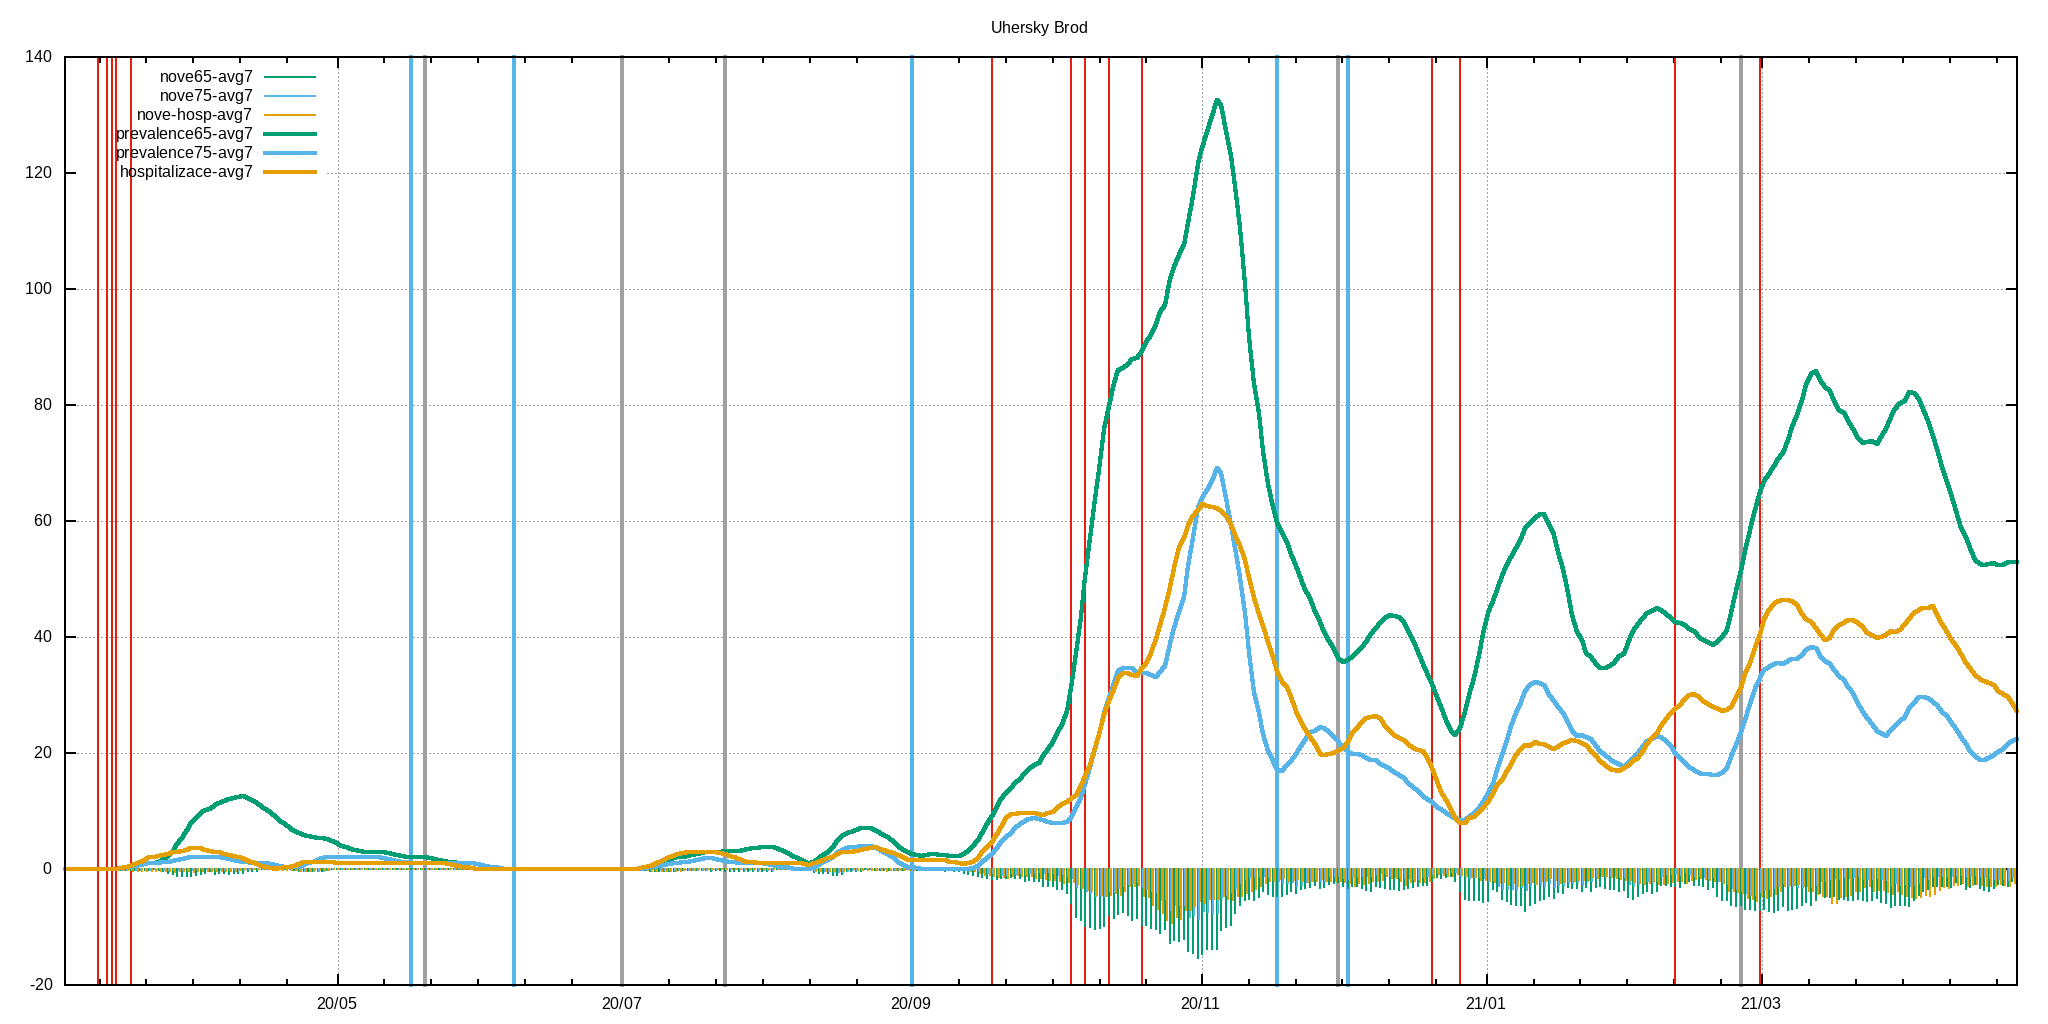 Uhersky Brod
140
120
100
80
60
40
20
0
-20
nove65-avg7
nove75-avg7
nove-hosp-avg7
prevalence65-avg7
prevalence75-avg7
hospitalizace-avg7
20/05 20/07 20/09 20/11 21/01 21/03